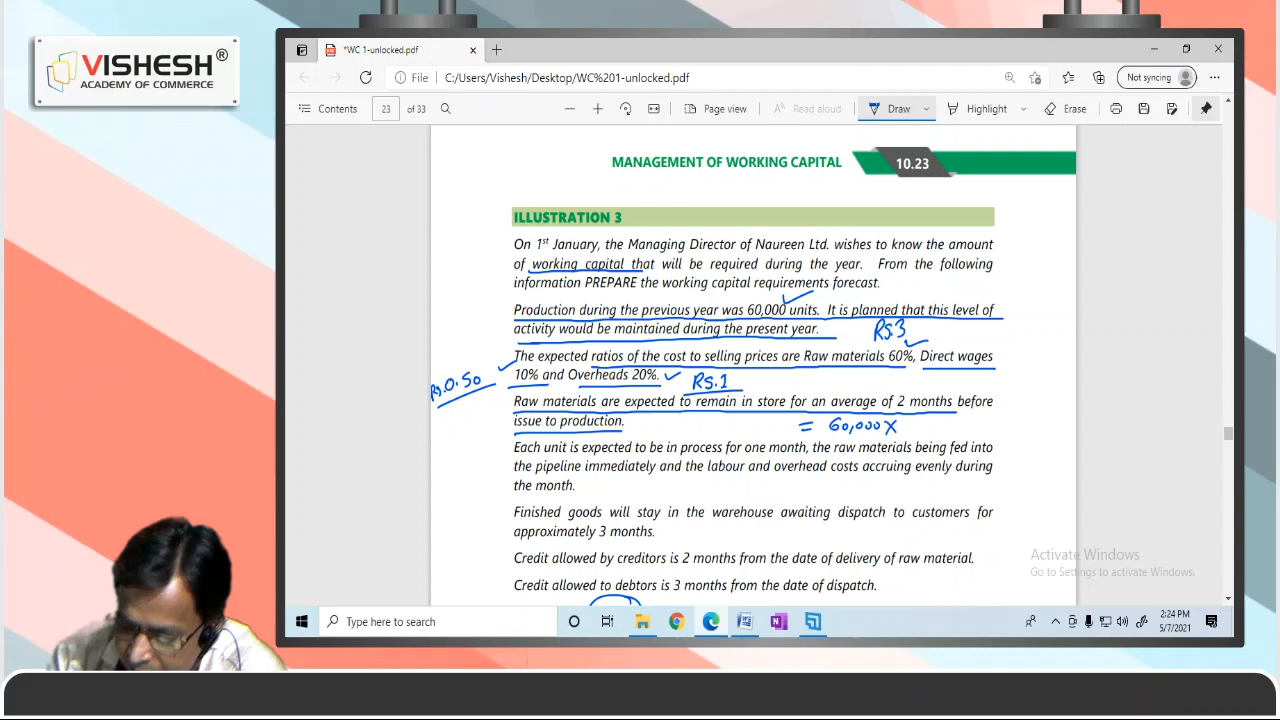 VISHESH®
ACADEMY OF COMMERCE
*WC 1-unlocked.pdf
File C:/Users/Vishesh/Desktop/WC%201-unlocked.pdf
Not syncing
Contents 23 of 33 Page view Read aloud Draw Highlight Erase
MANAGEMENT OF WORKING CAPITAL 10.23
ILLUSTRATION 3
On 1st January, the Managing Director of Naureen Ltd. wishes to know the amount
of working capital that will be required during the year. From the following
information PREPARE the working capital requirements forecast.
Production during the previous year was 60,000 units. It is planned that this level of
activity would be maintained during the present year.
Rs.3
The expected ratios of the cost to selling prices are Raw materials 60%, Direct wages
10% and Overheads 20%.
Rs.0.50
Rs.1
Raw materials are expected to remain in store for an average of 2 months before
issue to production.
= 60,000 X
Each unit is expected to be in process for one month, the raw materials being fed into
the pipeline immediately and the labour and overhead costs accruing evenly during
the month.
Finished goods will stay in the warehouse awaiting dispatch to customers for
approximately 3 months.
Credit allowed by creditors is 2 months from the date of delivery of raw material.
Credit allowed to debtors is 3 months from the date of dispatch.
Activate Windows
Go to Settings to activate Windows.
Type here to search
2:24 PM
5/7/2021